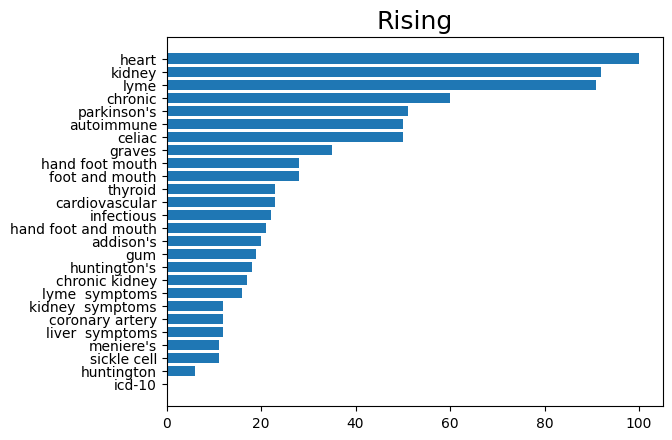 Rising
heart
kidney
lyme
chronic
parkinson's
autoimmune
celiac
graves
hand foot mouth
foot and mouth
thyroid
cardiovascular
infectious
hand foot and mouth
addison's
gum
huntington's
chronic kidney
lyme  symptoms
kidney  symptoms
coronary artery
liver  symptoms
meniere's
sickle cell
huntington
icd-10
0 20 40 60 80 100